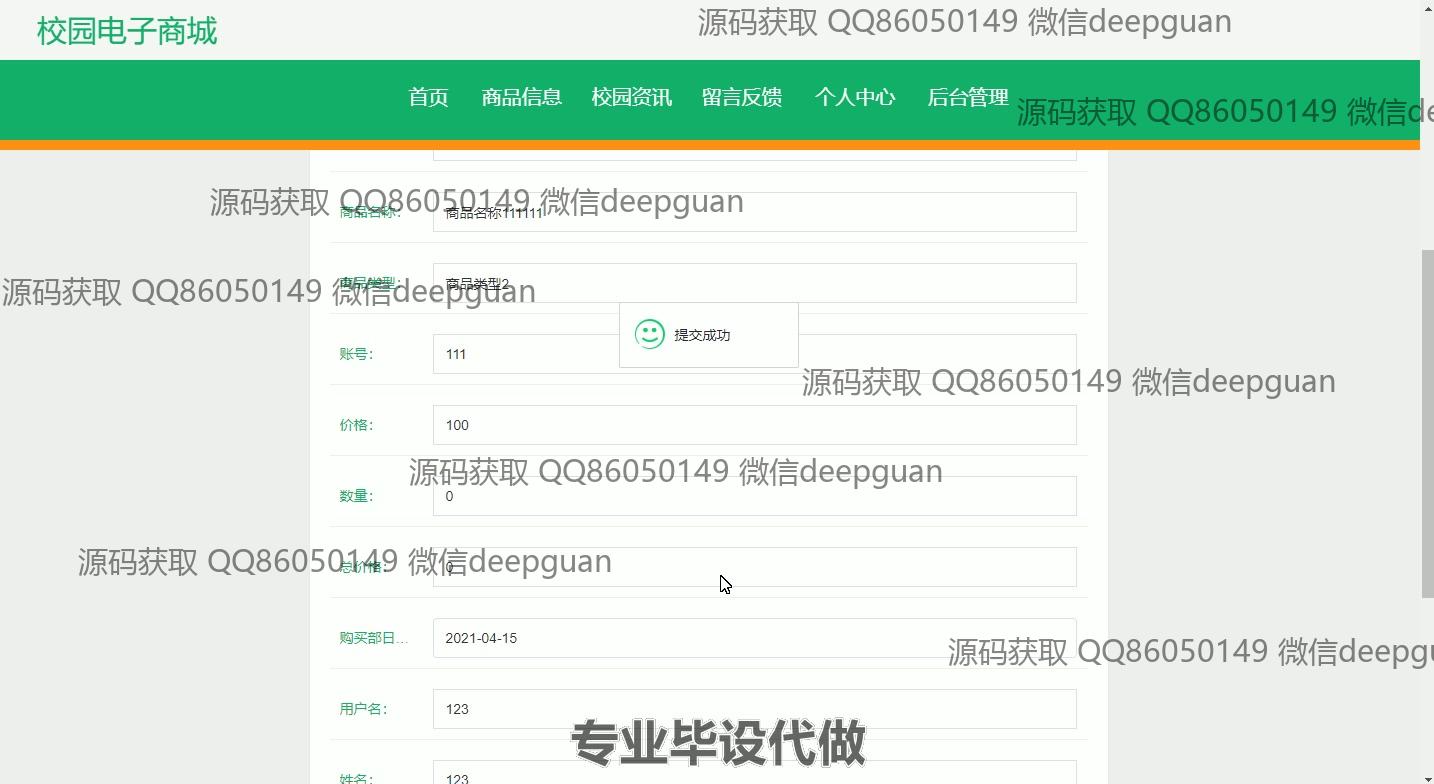 校园电子商城
源码获取 QQ86050149 微信deepguan
首页 商品信息 校园资讯 留言反馈 个人中心 后台管理
源码获取 QQ86050149 微信de
源码获取 QQ86050149 微信deepguan
商品名称： 商品名称111111
商品类型： 商品类型2
源码获取 QQ86050149 微信deepguan
提交成功
账号： 111
源码获取 QQ86050149 微信deepguan
价格： 100
源码获取 QQ86050149 微信deepguan
数量： 0
源码获取 QQ86050149 微信deepguan
总价格： 0
购买部日... 2021-04-15
源码获取 QQ86050149 微信deepgu
用户名： 123
专业毕设代做
姓名： 123